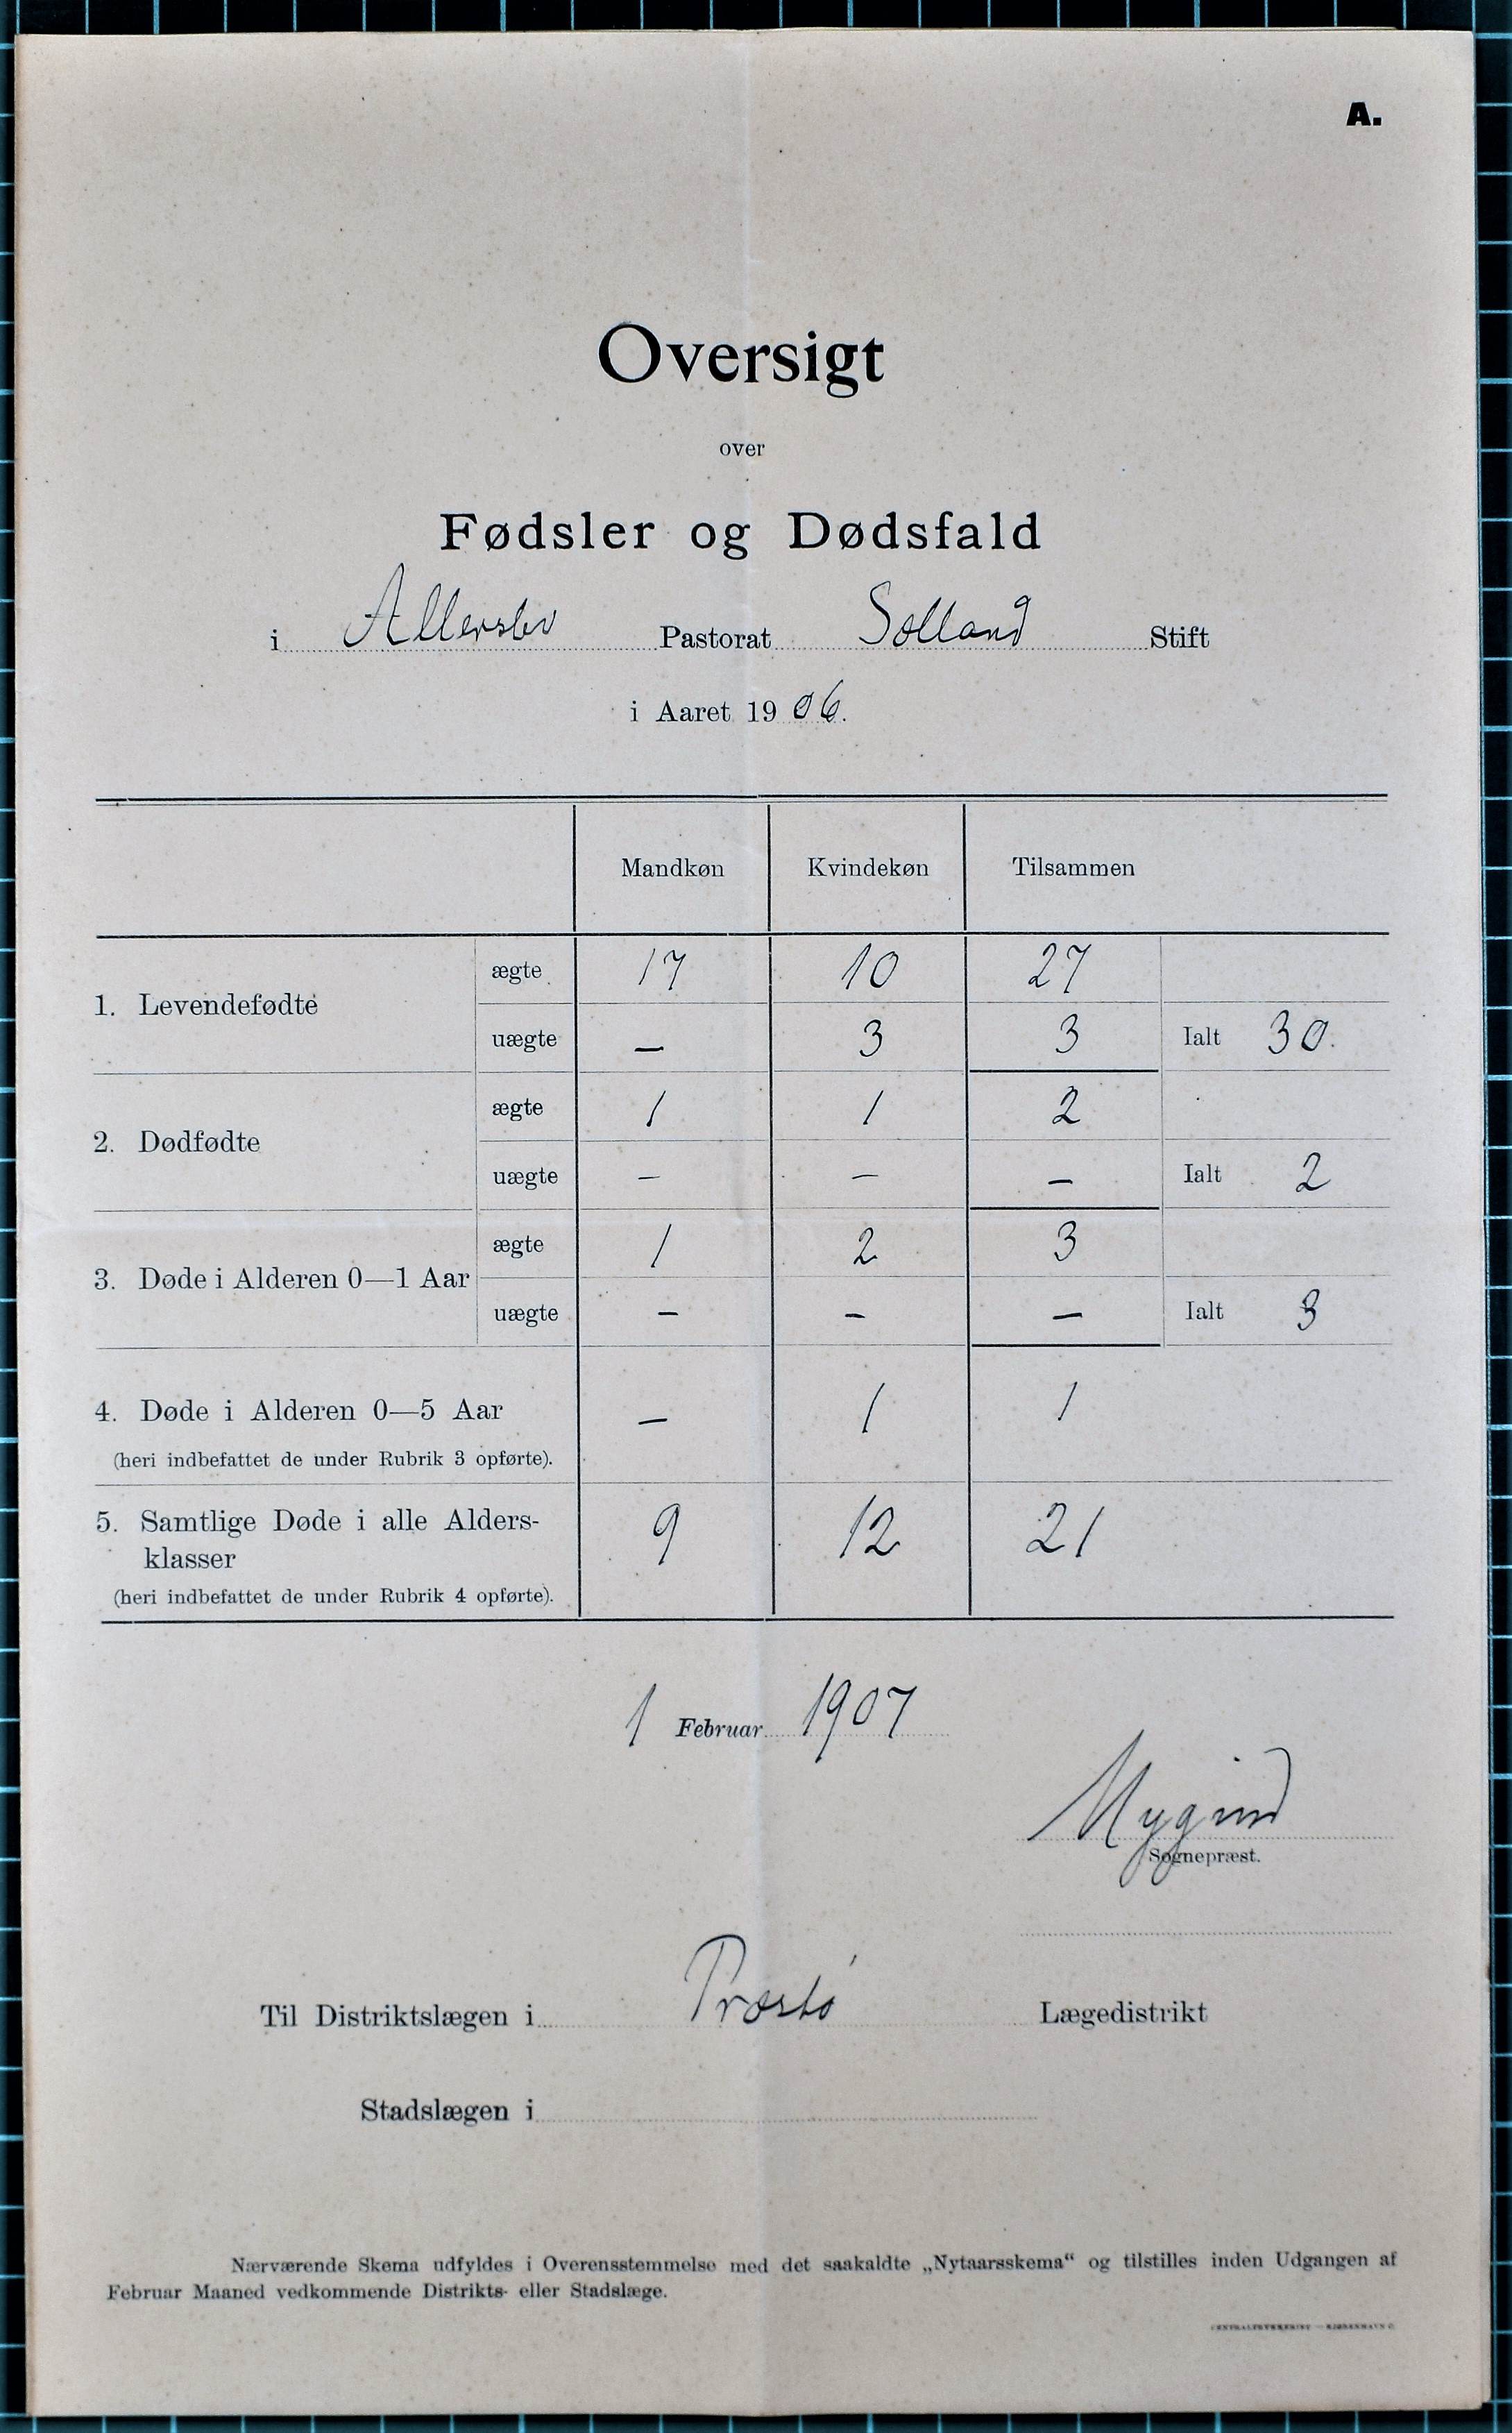 A.
Oversigt
over
Fødsler og Dødsfald
i Allerslev Pastorat Sjælland Stift
i Aaret 1906.
Mandkøn Kvindekøn Tilsammen
1. Levendefødte ægte 17 10 27
uægte — 3 3 Ialt 30.
2. Dødfødte ægte 1 1 2
uægte — — — Ialt 2
3. Døde i Alderen 0—1 Aar ægte 1 2 3
uægte — — — Ialt 3
4. Døde i Alderen 0—5 Aar — 1 1
(heri indbefattet de under Rubrik 3 opførte).
5. Samtlige Døde i alle Alders-
klasser 9 12 21
(heri indbefattet de under Rubrik 4 opførte).
1 Februar 1907
Mygind
Sognepræst.
Til Distriktslægen i Præstø Lægedistrikt
Stadslægen i
Nærværende Skema udfyldes i Overensstemmelse med det saakaldte „Nytaarsskema“ og tilstilles inden Udgangen af
Februar Maaned vedkommende Distrikts- eller Stadslæge.